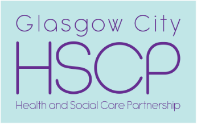 Glasgow City
HSCP
Health and Social Care Partnership